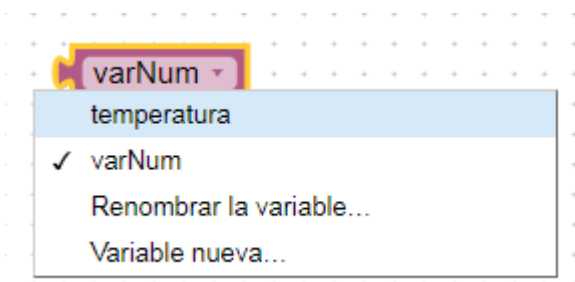 varNum
temperatura
✓ varNum
Renombrar la variable...
Variable nueva...